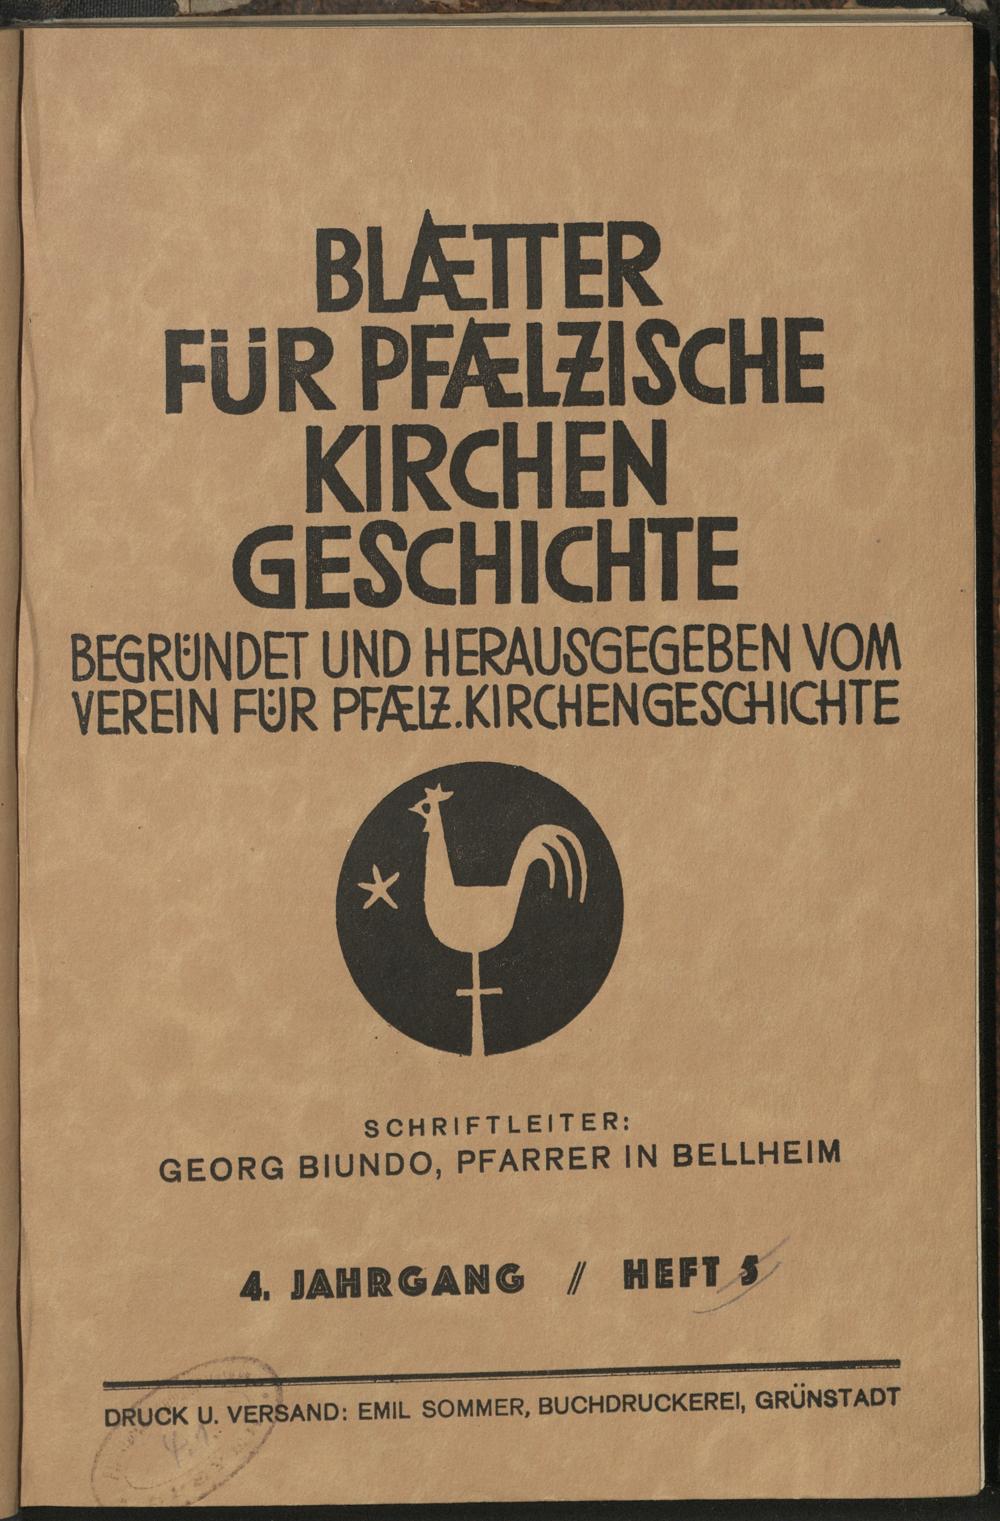 BLÆTTER
FÜR PFÆLZISCHE
KIRCHEN
GESCHICHTE
BEGRÜNDET UND HERAUSGEGEBEN VOM
VEREIN FÜR PFÆLZ. KIRCHENGESCHICHTE
SCHRIFTLEITER:
GEORG BIUNDO, PFARRER IN BELLHEIM
4. JAHRGANG // HEFT 5
DRUCK U. VERSAND: EMIL SOMMER, BUCHDRUCKEREI, GRÜNSTADT